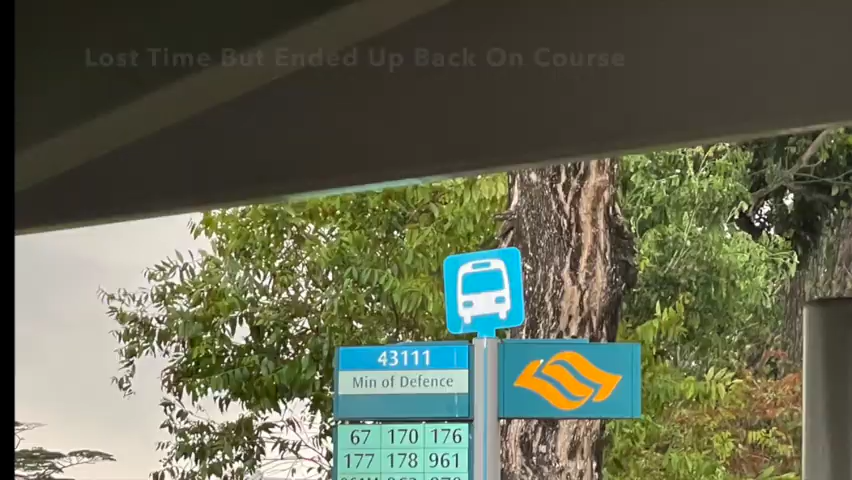 Lost Time But Ended Up Back On Course
43111
Min of Defence
67 170 176
177 178 961